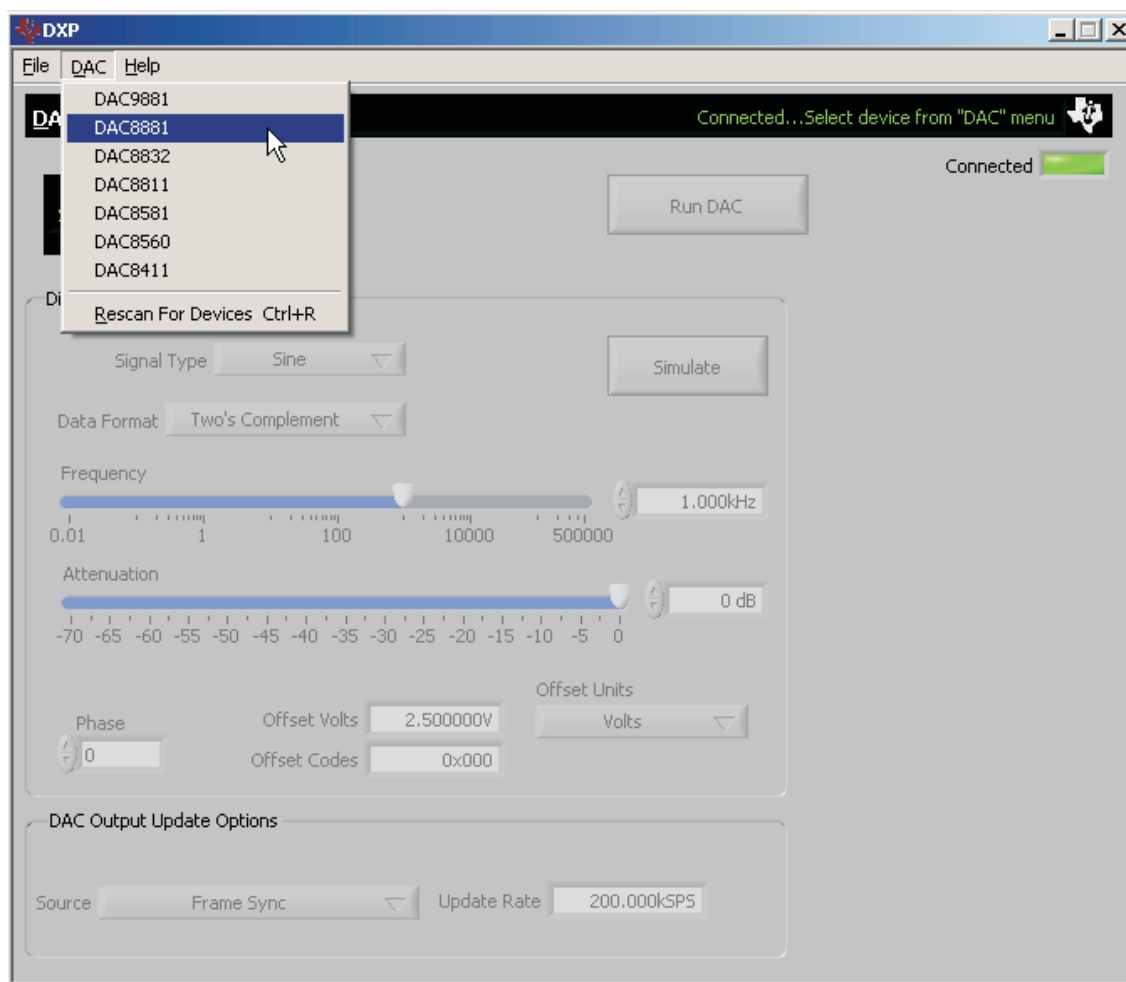 DXP
File DAC Help
DAC9881
DAC8881
DAC8832
DAC8811
DAC8581
DAC8560
DAC8411
Rescan For Devices Ctrl+R
DA
Connected...Select device from "DAC" menu
Connected
Run DAC
Di
Signal Type Sine
Simulate
Data Format Two's Complement
Frequency
1.000kHz
0.01 1 100 10000 500000
Attenuation
0 dB
-70 -65 -60 -55 -50 -45 -40 -35 -30 -25 -20 -15 -10 -5 0
Offset Units
Phase Offset Volts 2.500000V Volts
0 Offset Codes 0x000
DAC Output Update Options
Source Frame Sync Update Rate 200.000kSPS